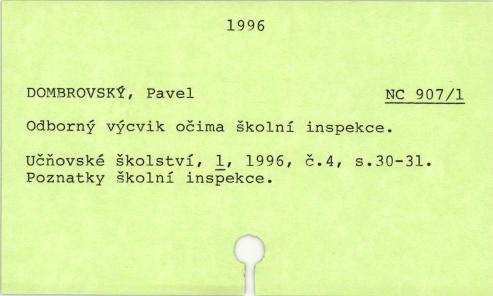 1996
DOMBROVSKÝ, Pavel NC 907/1
Odborný výcvik očima školní inspekce.
Učňovské školství, 1, 1996, č.4, s.30-31.
Poznatky školní inspekce.